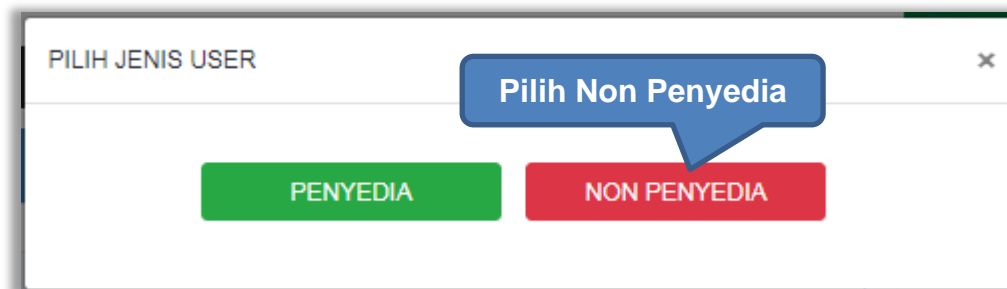 PILIH JENIS USER
×
Pilih Non Penyedia
PENYEDIA
NON PENYEDIA